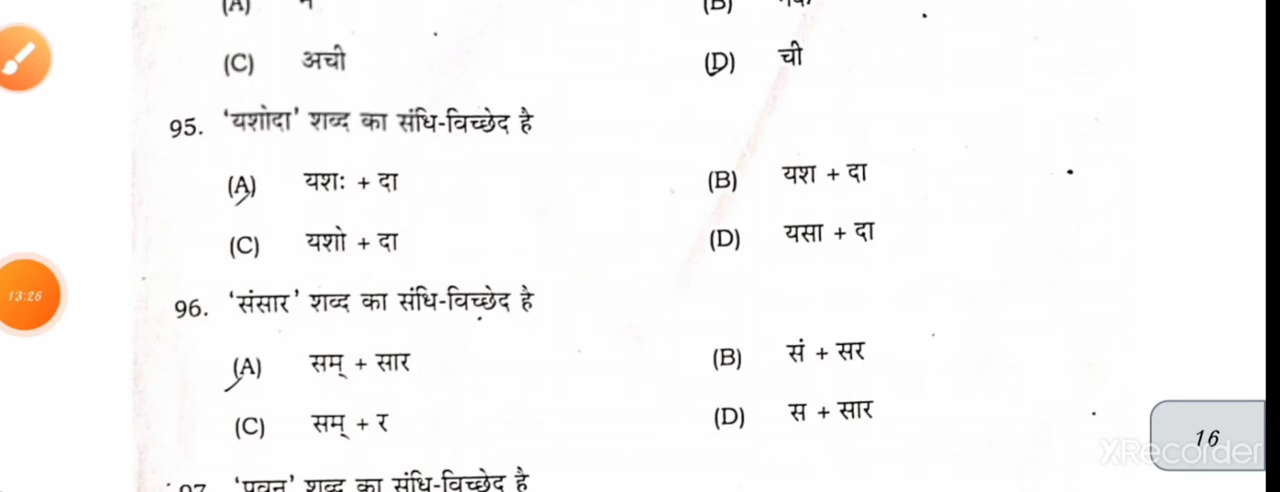 (A)
(B)
(C) अची (D) ची
95. 'यशोदा' शब्द का संधि-विच्छेद है
(A) यशः + दा (B) यश + दा
(C) यशो + दा (D) यसा + दा
13:26
96. 'संसार' शब्द का संधि-विच्छेद है
(A) सम् + सार (B) सं + सर
(C) सम् + र (D) स + सार
16
XRecorder
97. 'पवन' शब्द का संधि-विच्छेद है